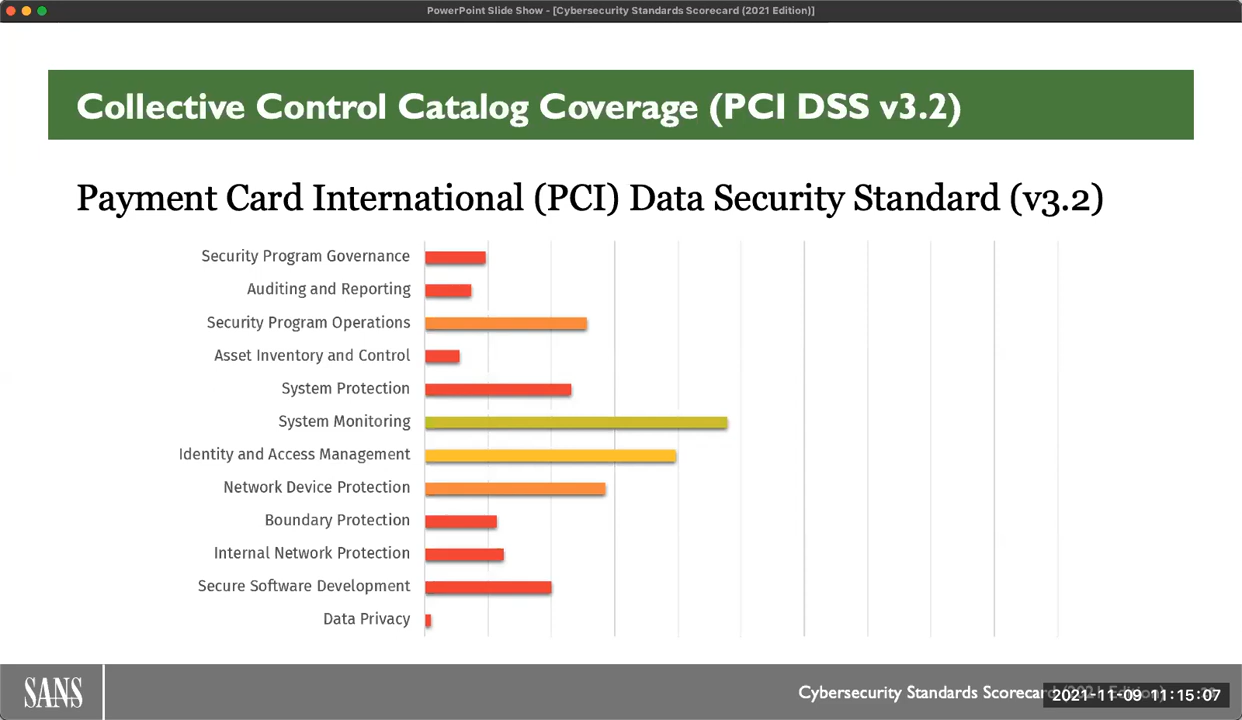 PowerPoint Slide Show - [Cybersecurity Standards Scorecard (2021 Edition)]
Collective Control Catalog Coverage (PCI DSS v3.2)
Payment Card International (PCI) Data Security Standard (v3.2)
Security Program Governance
Auditing and Reporting
Security Program Operations
Asset Inventory and Control
System Protection
System Monitoring
Identity and Access Management
Network Device Protection
Boundary Protection
Internal Network Protection
Secure Software Development
Data Privacy
SANS
Cybersecurity Standards Scorecard (2021 Edition)
2021-11-09 11:15:07